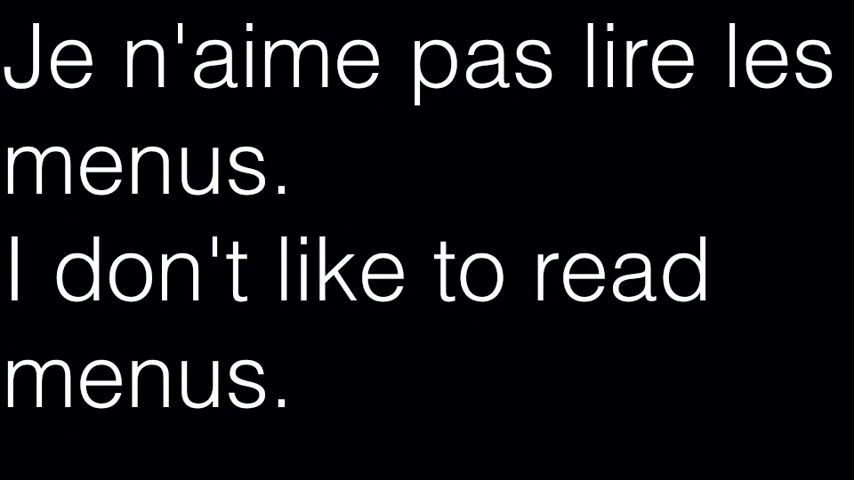 Je n'aime pas lire les
menus.
I don't like to read
menus.